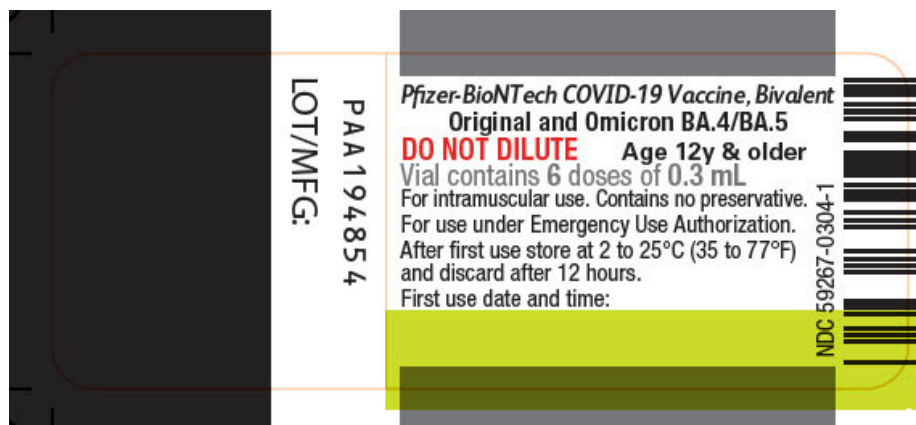 LOT/MFG:
PAA194854
Pfizer-BioNTech COVID-19 Vaccine, Bivalent
Original and Omicron BA.4/BA.5
DO NOT DILUTE Age 12y & older
Vial contains 6 doses of 0.3 mL
For intramuscular use. Contains no preservative.
For use under Emergency Use Authorization.
After first use store at 2 to 25°C (35 to 77°F)
and discard after 12 hours.
First use date and time:
NDC 59267-0304-1